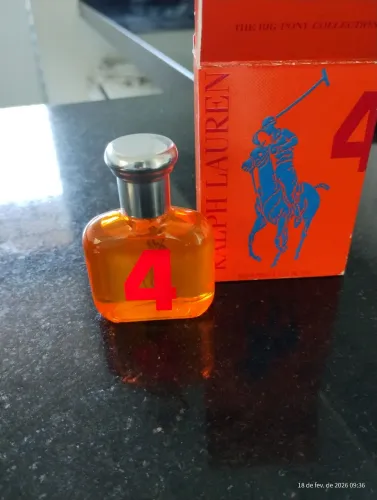 THE BIG PONY COLLECTION
RALPH LAUREN
4
4
18 de fev. de 2026 09:36